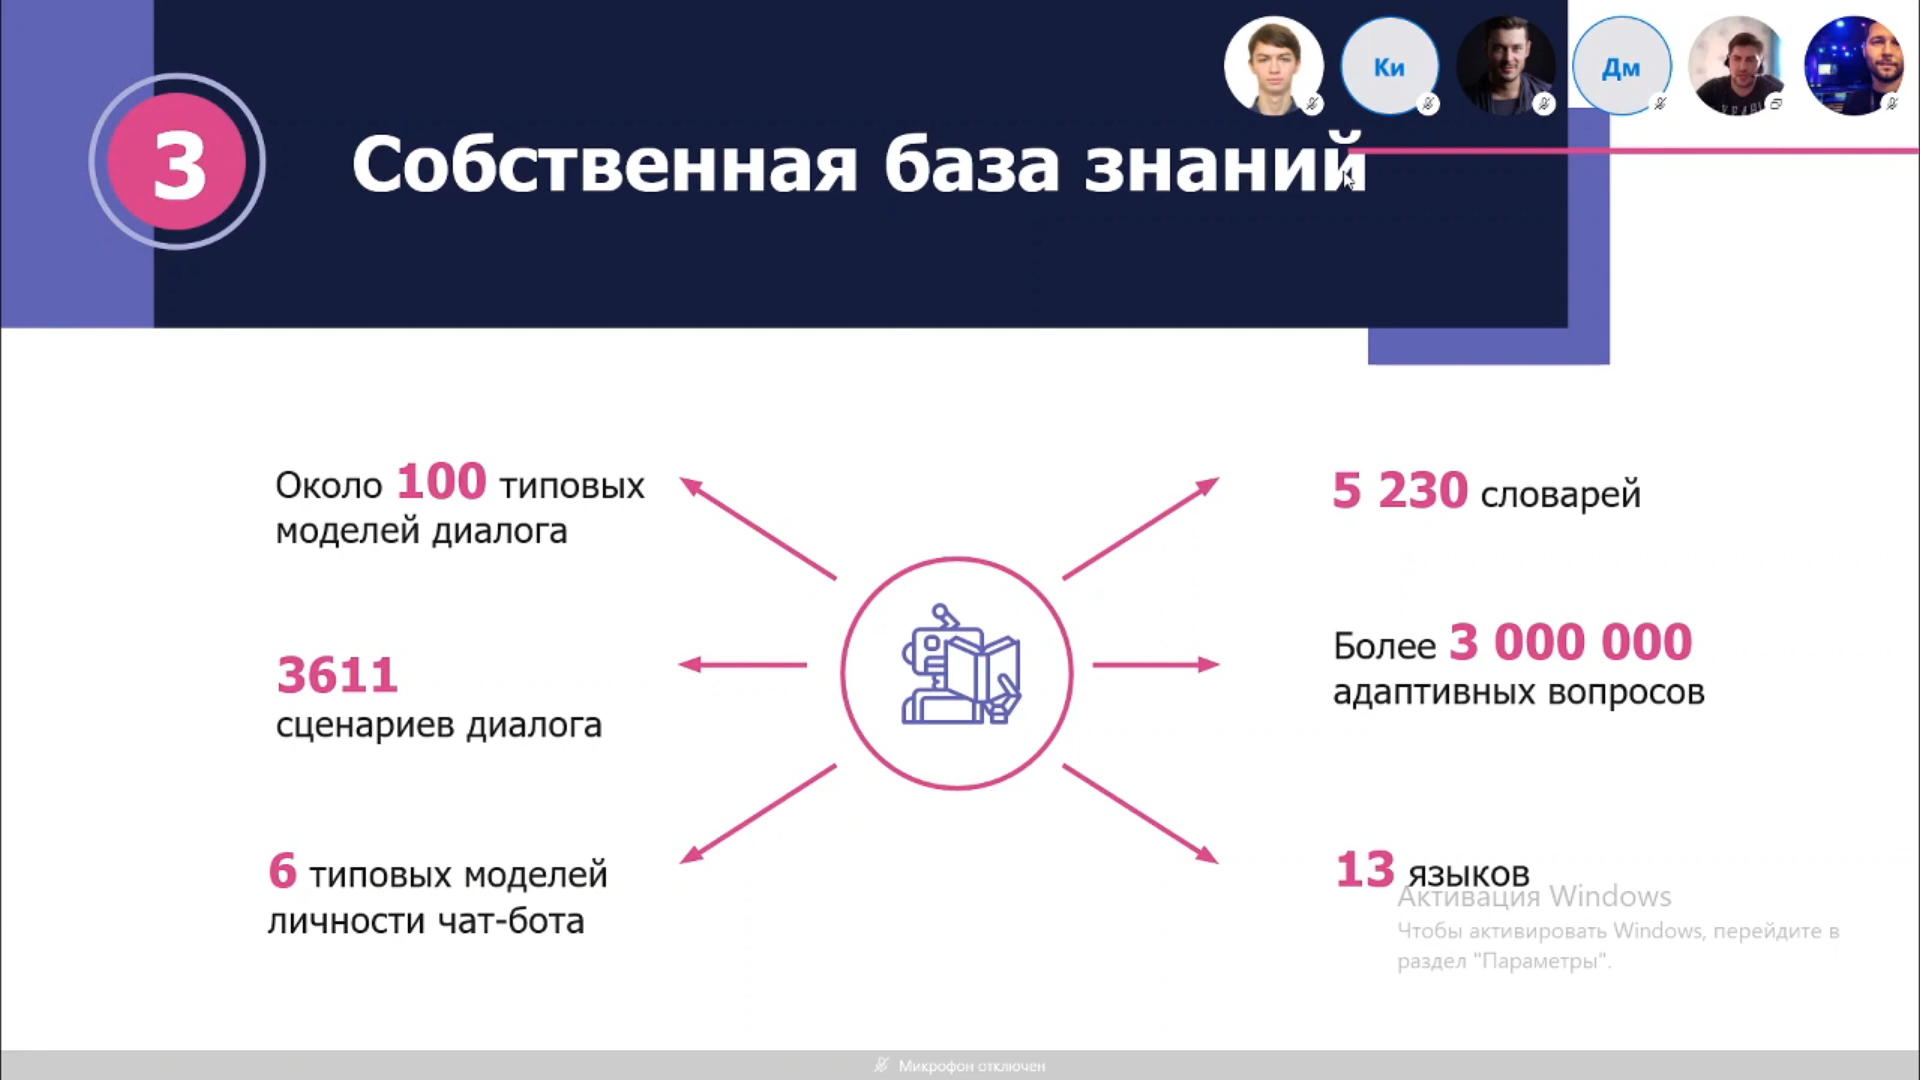 Ки
Дм
3
Собственная база знаний
Около 100 типовых
моделей диалога
3611
сценариев диалога
6 типовых моделей
личности чат-бота
5 230 словарей
Более 3 000 000
адаптивных вопросов
13 языков
Активация Windows
Чтобы активировать Windows, перейдите в
раздел "Параметры".
Микрофон отключен